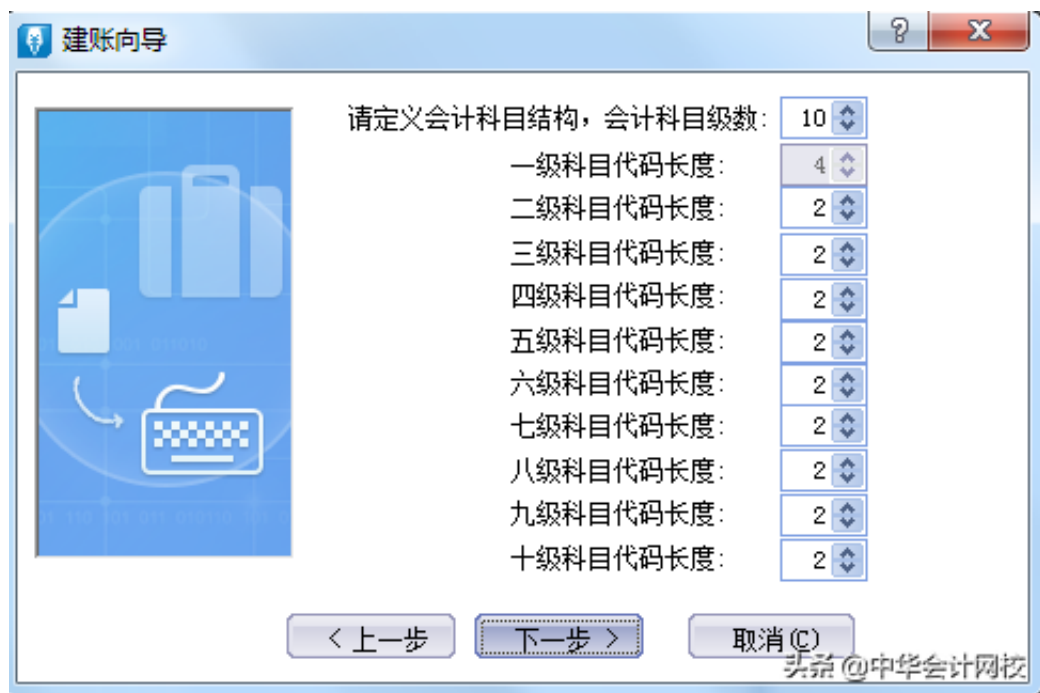 建账向导
请定义会计科目结构，会计科目级数: 10
一级科目代码长度: 4
二级科目代码长度: 2
三级科目代码长度: 2
四级科目代码长度: 2
五级科目代码长度: 2
六级科目代码长度: 2
七级科目代码长度: 2
八级科目代码长度: 2
九级科目代码长度: 2
十级科目代码长度: 2
< 上一步 下一步 > 取消(C)
头条 @中华会计网校